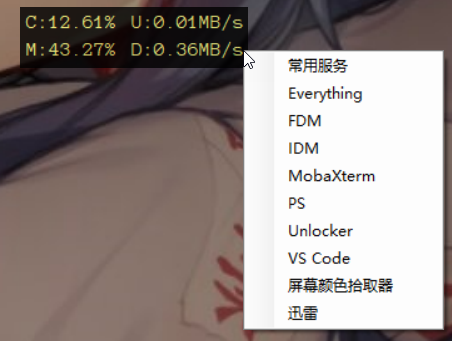 C:12.61% U:0.01MB/s
M:43.27% D:0.36MB/s
常用服务
Everything
FDM
IDM
MobaXterm
PS
Unlocker
VS Code
屏幕颜色拾取器
迅雷